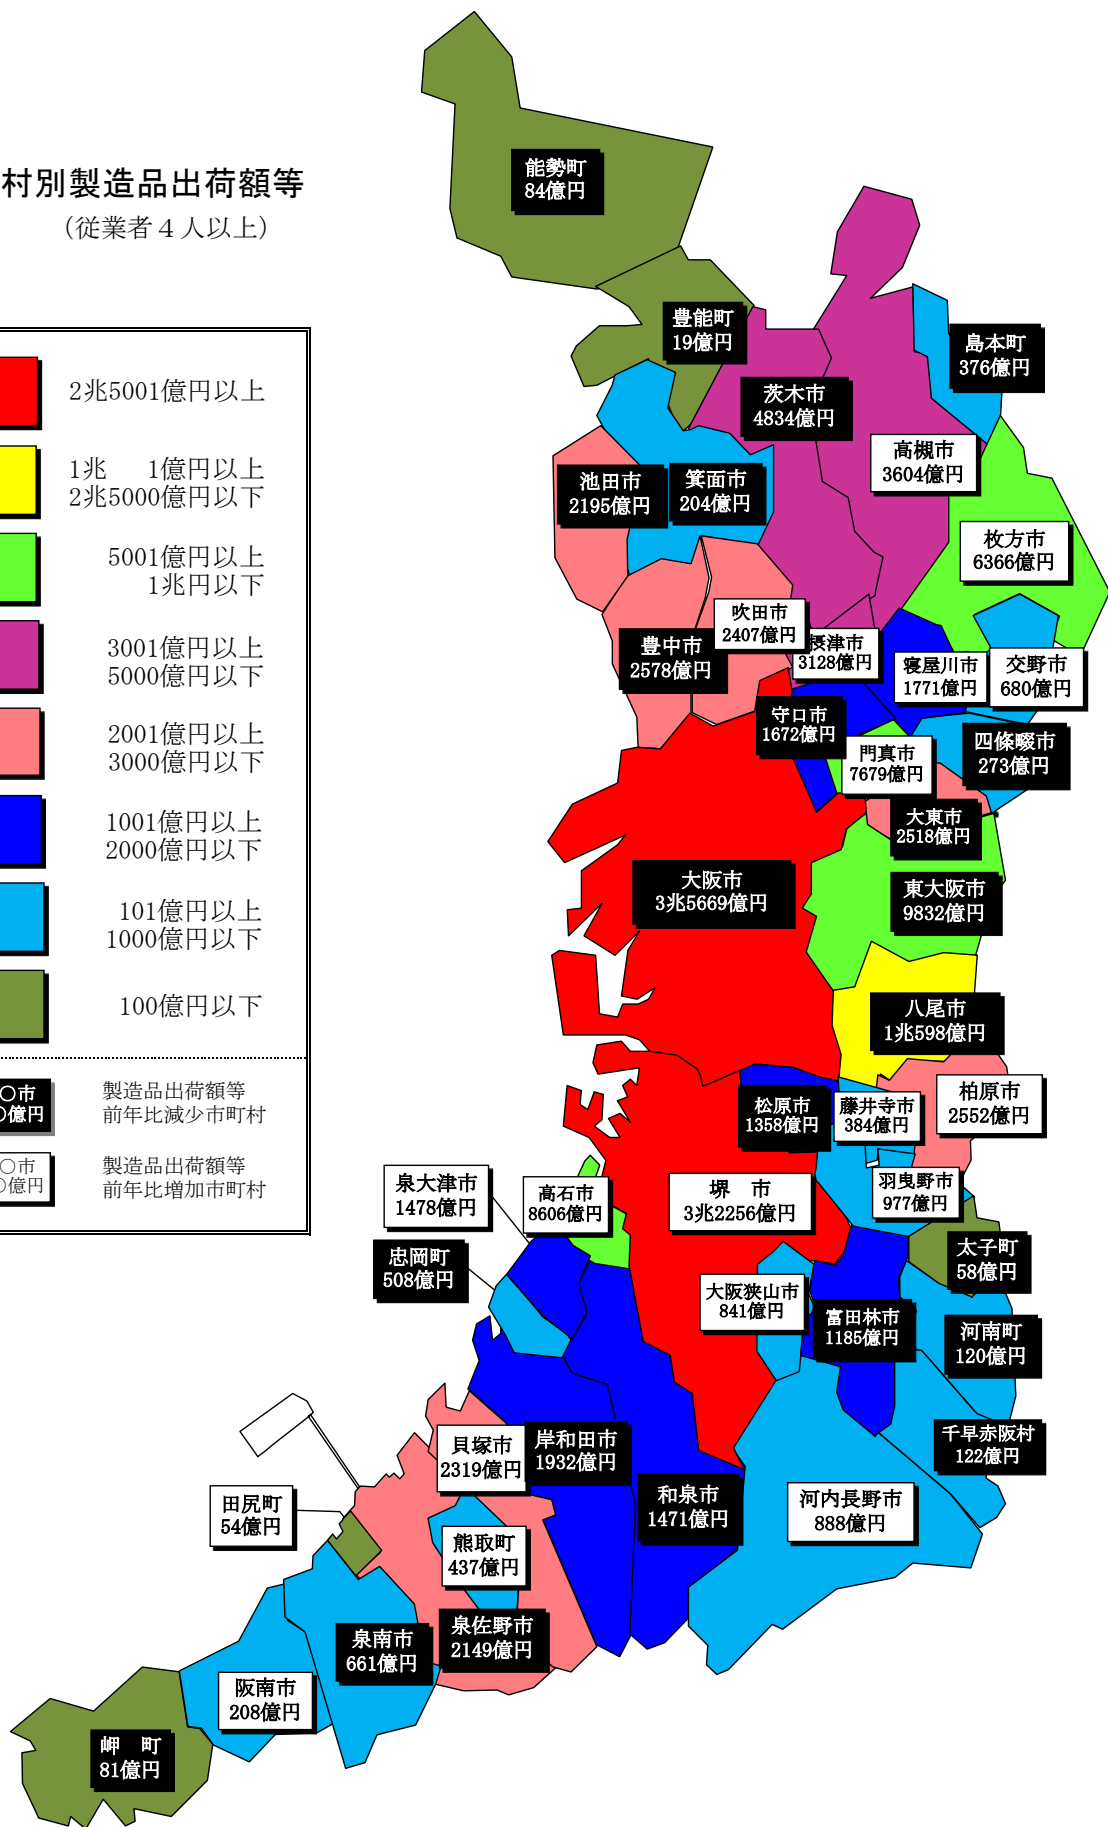 村別製造品出荷額等
（従業者４人以上）
2兆5001億円以上
1兆　1億円以上
2兆5000億円以下
5001億円以上
1兆円以下
3001億円以上
5000億円以下
2001億円以上
3000億円以下
1001億円以上
2000億円以下
101億円以上
1000億円以下
100億円以下
○市
○億円
製造品出荷額等
前年比減少市町村
○市
○億円
製造品出荷額等
前年比増加市町村
能勢町
84億円
豊能町
19億円
島本町
376億円
茨木市
4834億円
高槻市
3604億円
池田市
2195億円
箕面市
204億円
枚方市
6366億円
吹田市
2407億円
豊中市
2578億円
摂津市
3128億円
寝屋川市
1771億円
交野市
680億円
守口市
1672億円
門真市
7679億円
四條畷市
273億円
大東市
2518億円
大阪市
3兆5669億円
東大阪市
9832億円
八尾市
1兆598億円
松原市
1358億円
藤井寺市
384億円
柏原市
2552億円
泉大津市
1478億円
高石市
8606億円
堺　市
3兆2256億円
羽曳野市
977億円
忠岡町
508億円
太子町
58億円
大阪狭山市
841億円
富田林市
1185億円
河南町
120億円
千早赤阪村
122億円
貝塚市
2319億円
岸和田市
1932億円
和泉市
1471億円
河内長野市
888億円
田尻町
54億円
熊取町
437億円
泉佐野市
2149億円
泉南市
661億円
阪南市
208億円
岬　町
81億円